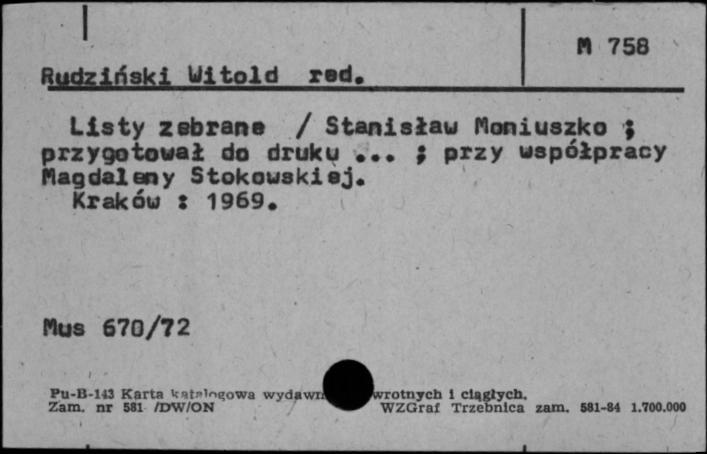 M 758
Rudziński Witold red.
Listy zebrane / Stanisław Moniuszko ;
przygotował do druku ... ; przy współpracy
Magdaleny Stokowskiej.
Kraków : 1969.
Mus 670/72
Pu-B-143 Karta katalogowa wydawn wrotnych i ciągłych.
Zam. nr 581 /DW/ON WZGraf Trzebnica zam. 581-84 1.700.000